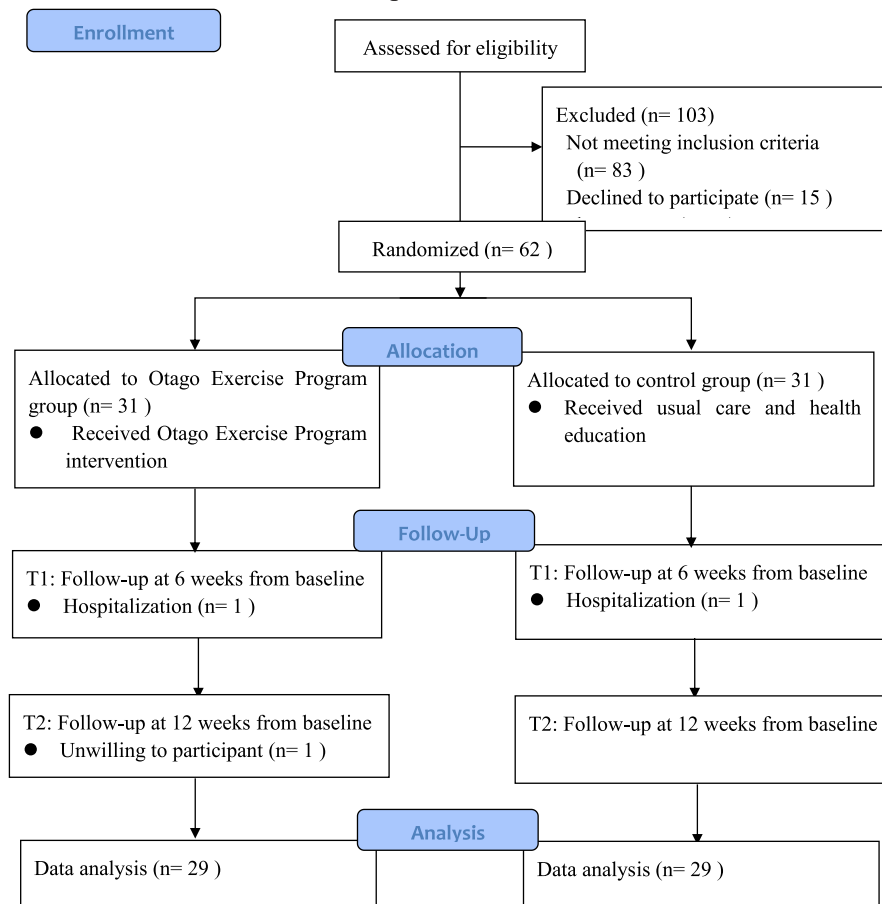 Enrollment
Assessed for eligibility
Excluded (n= 103)
Not meeting inclusion criteria
(n= 83 )
Declined to participate (n= 15 )
Randomized (n= 62 )
Allocation
Allocated to Otago Exercise Program
group (n= 31 )
● Received Otago Exercise Program
intervention
Allocated to control group (n= 31 )
● Received usual care and health
education
Follow-Up
T1: Follow-up at 6 weeks from baseline
● Hospitalization (n= 1 )
T1: Follow-up at 6 weeks from baseline
● Hospitalization (n= 1 )
T2: Follow-up at 12 weeks from baseline
● Unwilling to participant (n= 1 )
T2: Follow-up at 12 weeks from baseline
Analysis
Data analysis (n= 29 )
Data analysis (n= 29 )